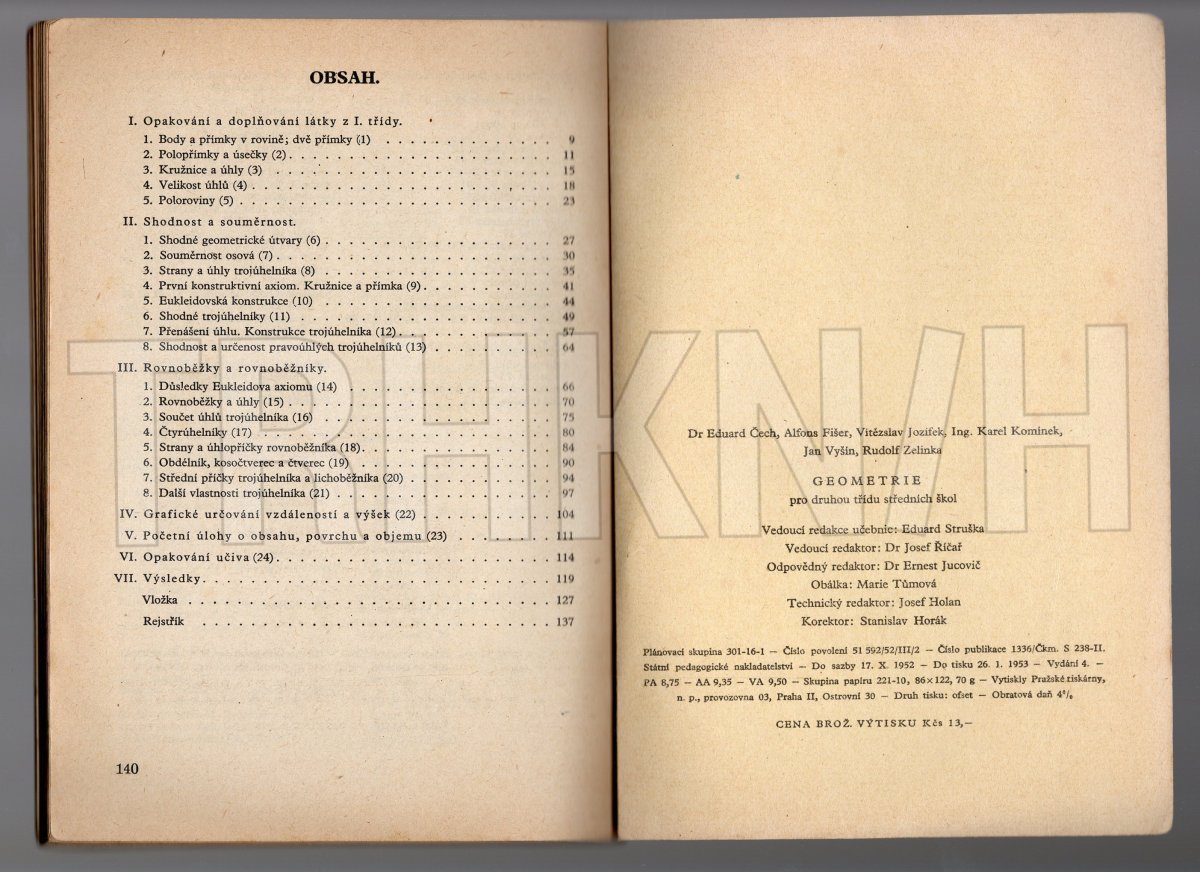 OBSAH.
I. Opakování a doplňování látky z I. třídy.
1. Body a přímky v rovině; dvě přímky (1) . . . . . . . . . . . . . . 9
2. Polopřímky a úsečky (2) . . . . . . . . . . . . . . . . . . . . 11
3. Kružnice a úhly (3) . . . . . . . . . . . . . . . . . . . . . 15
4. Velikost úhlů (4) . . . . . . . . . . . . . . . . . . . . . . 18
5. Poloroviny (5) . . . . . . . . . . . . . . . . . . . . . . . 23
II. Shodnost a souměrnost.
1. Shodné geometrické útvary (6) . . . . . . . . . . . . . . . . . 27
2. Souměrnost osová (7) . . . . . . . . . . . . . . . . . . . . 30
3. Strany a úhly trojúhelníka (8) . . . . . . . . . . . . . . . . . 35
4. První konstruktivní axiom. Kružnice a přímka (9) . . . . . . . . . 41
5. Eukleidovská konstrukce (10) . . . . . . . . . . . . . . . . . 44
6. Shodné trojúhelníky (11) . . . . . . . . . . . . . . . . . . . 49
7. Přenášení úhlu. Konstrukce trojúhelníka (12) . . . . . . . . . . . 57
8. Shodnost a určenost pravoúhlých trojúhelníků (13) . . . . . . . . . 64
III. Rovnoběžky a rovnoběžníky.
1. Důsledky Eukleidova axiomu (14) . . . . . . . . . . . . . . . . 66
2. Rovnoběžky a úhly (15) . . . . . . . . . . . . . . . . . . . 70
3. Součet úhlů trojúhelníka (16) . . . . . . . . . . . . . . . . . 75
4. Čtyrúhelníky (17) . . . . . . . . . . . . . . . . . . . . . . 80
5. Strany a úhlopříčky rovnoběžníka (18) . . . . . . . . . . . . . . 84
6. Obdélník, kosočtverec a čtverec (19) . . . . . . . . . . . . . . 90
7. Střední příčky trojúhelníka a lichoběžníka (20) . . . . . . . . . . 94
8. Další vlastnosti trojúhelníka (21) . . . . . . . . . . . . . . . . 97
IV. Grafické určování vzdáleností a výšek (22) . . . . . . . . . . 104
V. Početní úlohy o obsahu, povrchu a objemu (23) . . . . . . . . 111
VI. Opakování učiva (24) . . . . . . . . . . . . . . . . . . . . 114
VII. Výsledky . . . . . . . . . . . . . . . . . . . . . . . . . 119
Vložka . . . . . . . . . . . . . . . . . . . . . . . . . . 127
Rejstřík . . . . . . . . . . . . . . . . . . . . . . . . . 137
140
Dr Eduard Čech, Alfons Fišer, Vítězslav Jozífek, Ing. Karel Komínek,
Jan Vyšín, Rudolf Zelinka
GEOMETRIE
pro druhou třídu středních škol
Vedoucí redakce učebnic: Eduard Struška
Vedoucí redaktor: Dr Josef Říčař
Odpovědný redaktor: Dr Ernest Jucovič
Obálka: Marie Tůmová
Technický redaktor: Josef Holan
Korektor: Stanislav Horák
Plánovací skupina 301-16-1 — Číslo povolení 51 592/52/III/2 — Číslo publikace 1336/Čkm. S 238-II.
Státní pedagogické nakladatelství — Do sazby 17. X. 1952 — Do tisku 26. 1. 1953 — Vydání 4. —
PA 8,75 — AA 9,35 — VA 9,50 — Skupina papíru 221-10, 86×122, 70 g — Vytiskly Pražské tiskárny,
n. p., provozovna 03, Praha II, Ostrovní 30 — Druh tisku: ofset — Obratová daň 4%
CENA BROŽ. VÝTISKU Kčs 13,—
TRHKNIH